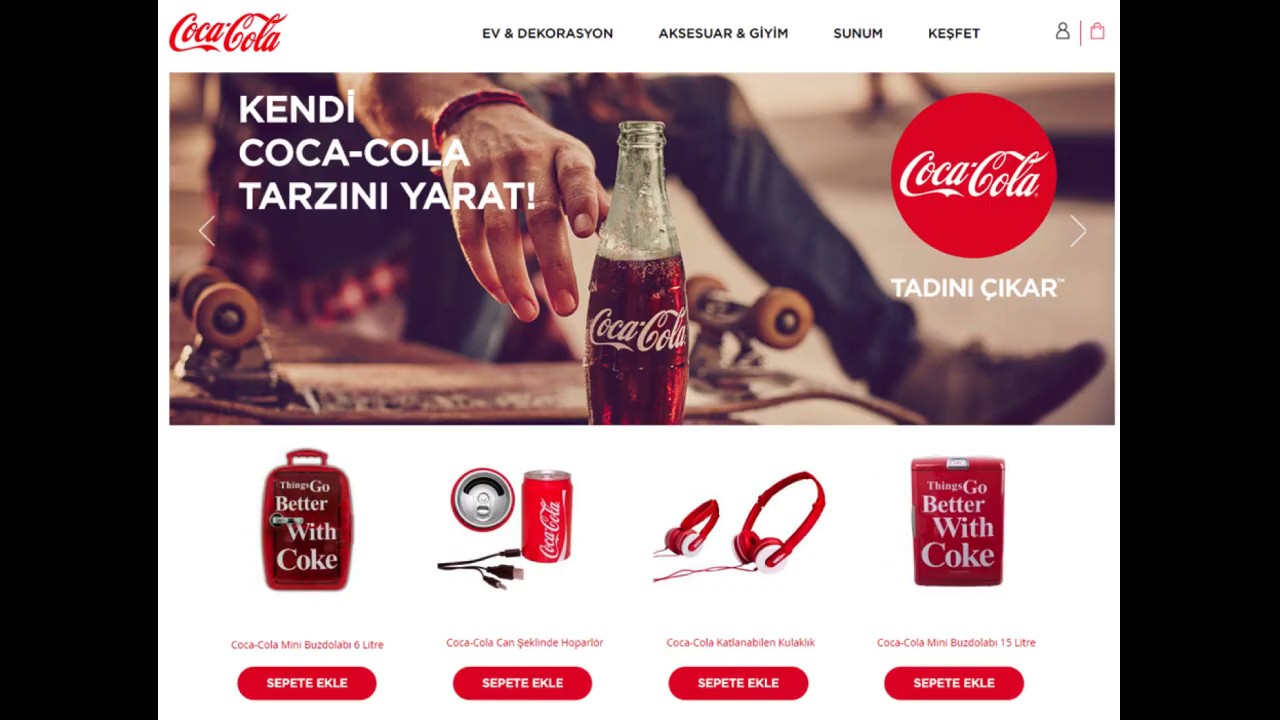 Coca-Cola
EV & DEKORASYON
AKSESUAR & GİYİM
SUNUM
KEŞFET
KENDİ
COCA-COLA
TARZINI YARAT!
Coca-Cola
TADINI ÇIKAR™
Coca-Cola
Things Go
Better
With
Coke
Coca-Cola
Things Go
Better
With
Coke
Coca-Cola Mini Buzdolabı 6 Litre
Coca-Cola Can Şeklinde Hoparlör
Coca-Cola Katlanabilen Kulaklık
Coca-Cola Mini Buzdolabı 15 Litre
SEPETE EKLE
SEPETE EKLE
SEPETE EKLE
SEPETE EKLE